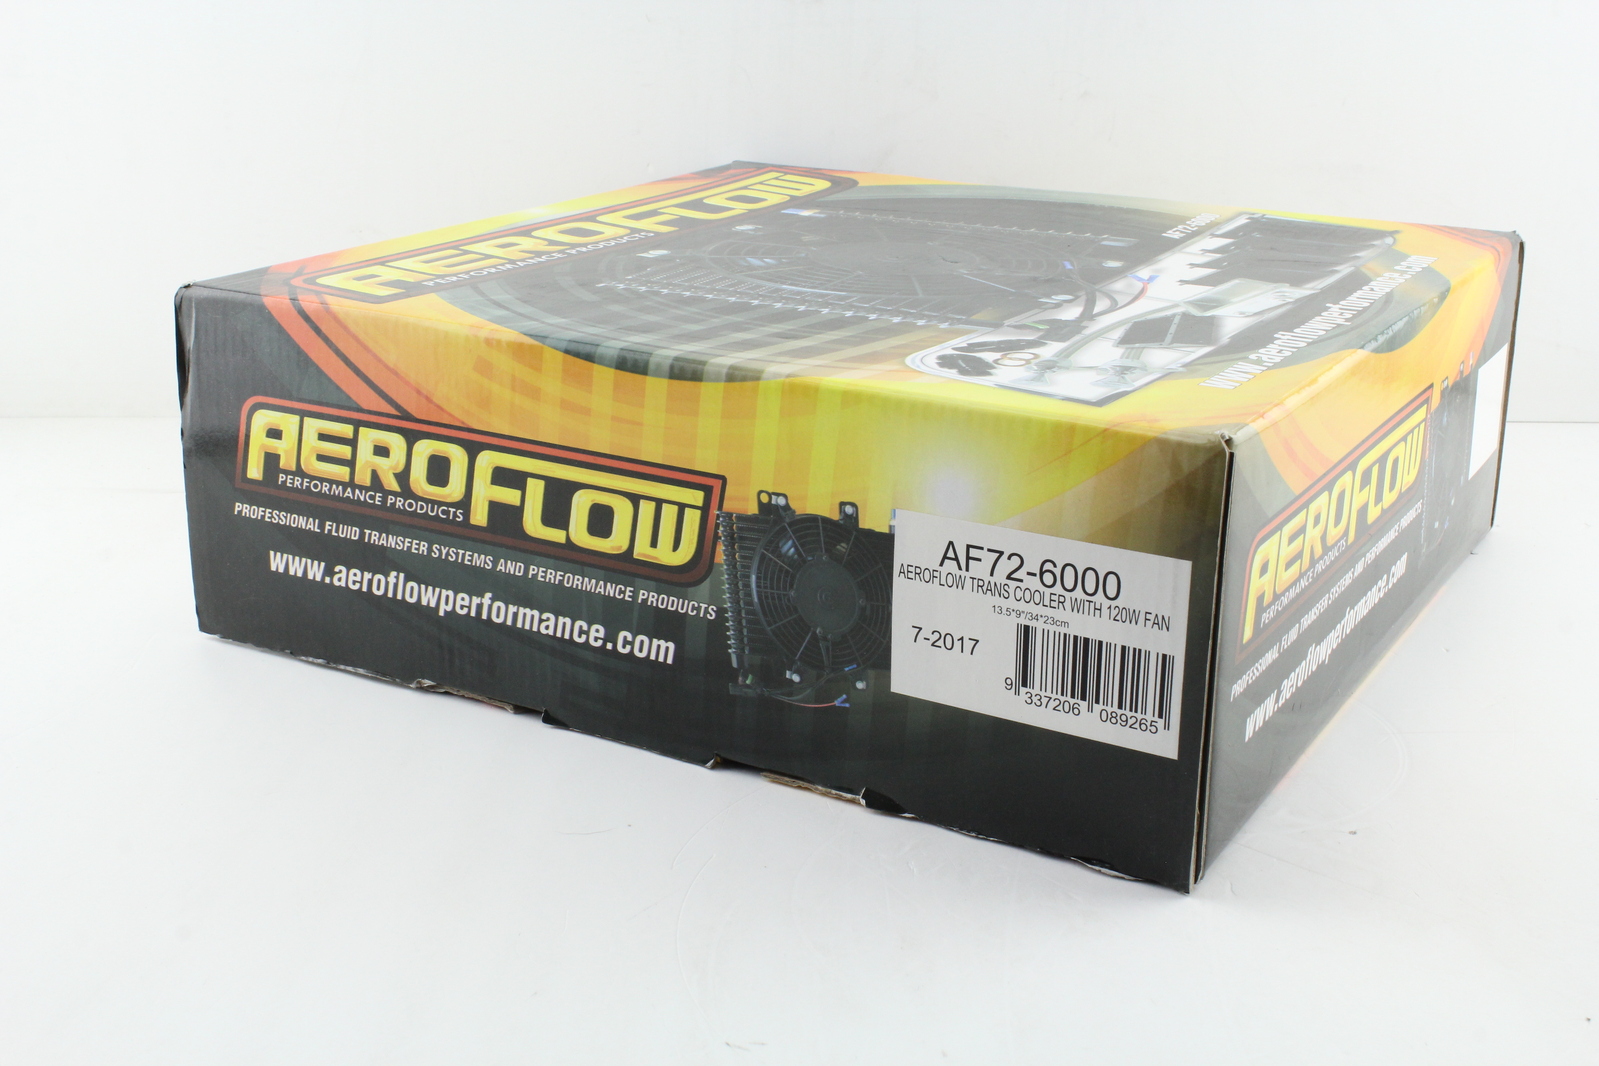 AEROFLOW
PERFORMANCE PRODUCTS
AF72-6000
www.aeroflowperformance.com
AEROFLOW
PERFORMANCE PRODUCTS
PROFESSIONAL FLUID TRANSFER SYSTEMS AND PERFORMANCE PRODUCTS
www.aeroflowperformance.com
AF72-6000
AEROFLOW TRANS COOLER WITH 120W FAN
13.5*9"/34*23cm
7-2017
9 337206 089265
AEROFLOW
PERFORMANCE PRODUCTS
PROFESSIONAL FLUID TRANSFER SYSTEMS AND PERFORMANCE PRODUCTS
www.aeroflowperformance.com